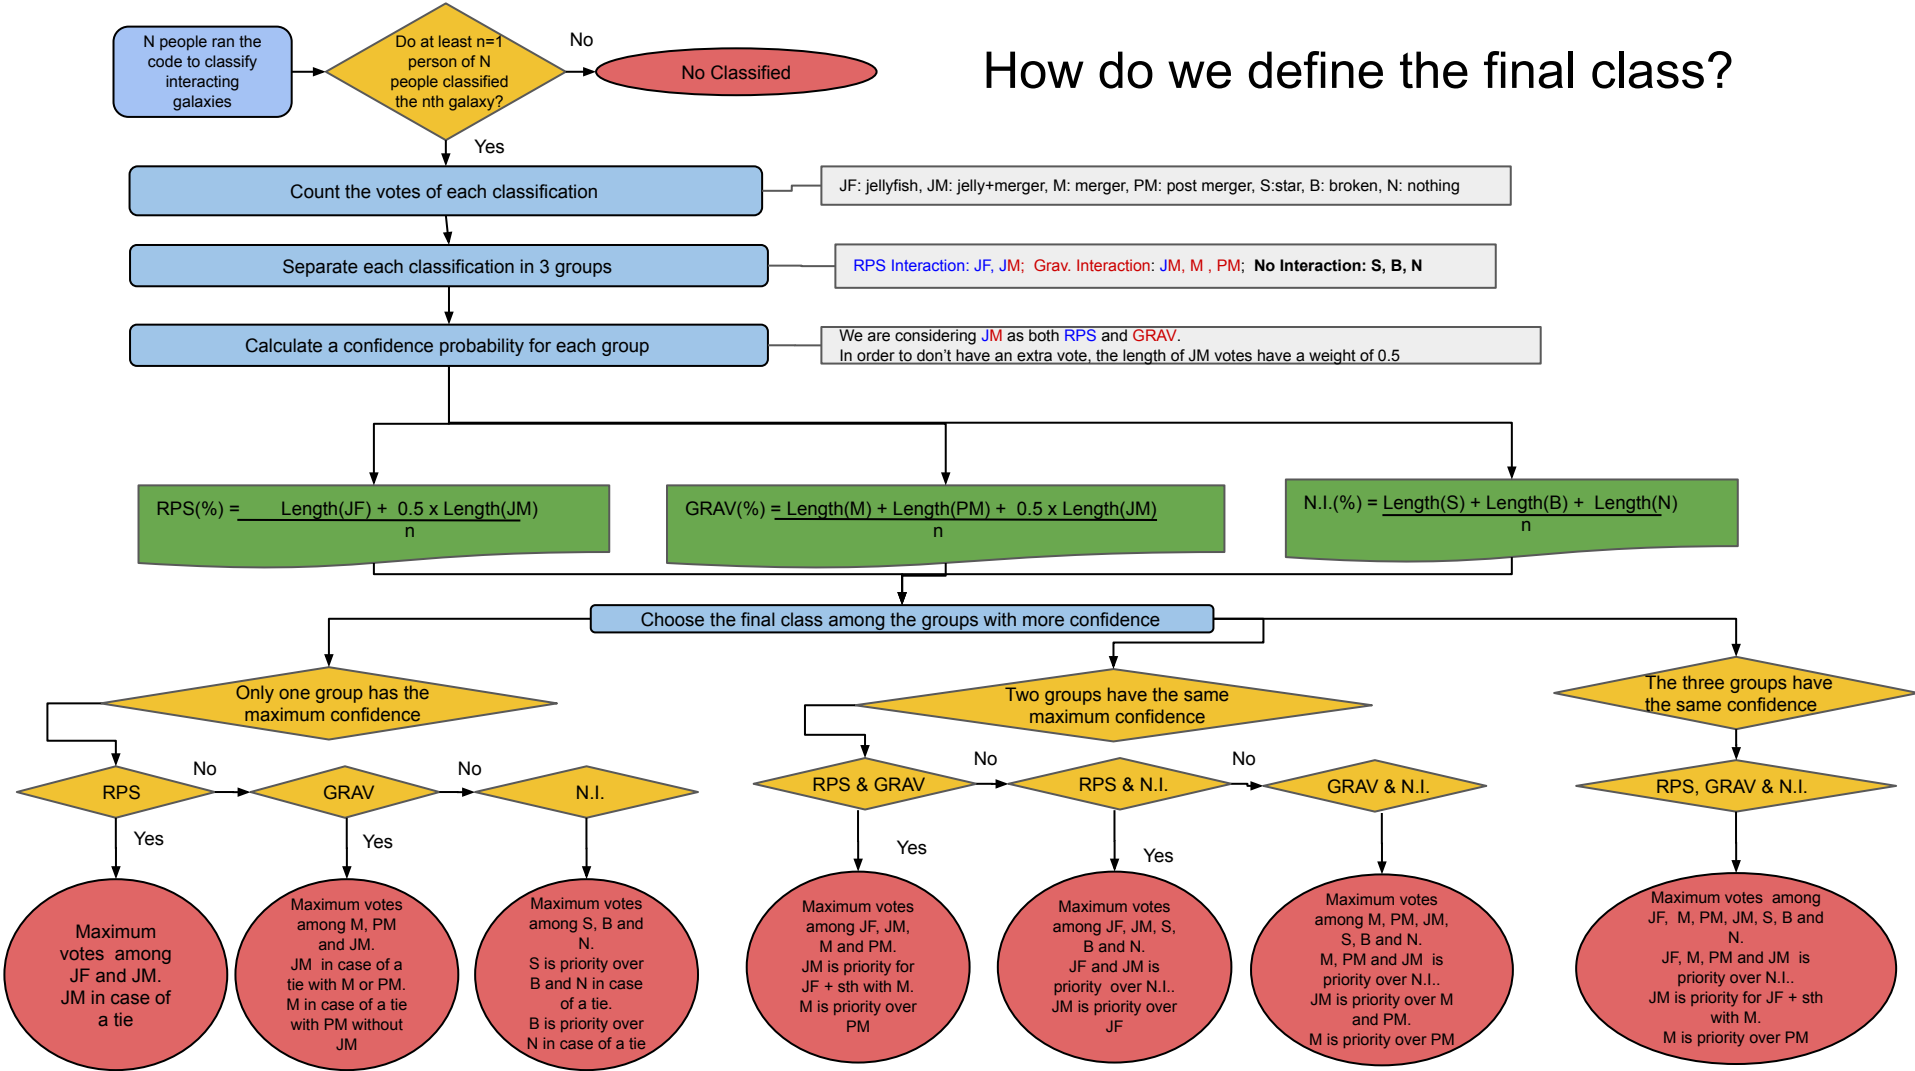 How do we define the final class?
N people ran the
code to classify
interacting
galaxies
Do at least n=1
person of N
people classified
the nth galaxy?
No
No Classified
Yes
Count the votes of each classification
JF: jellyfish, JM: jelly+merger, M: merger, PM: post merger, S:star, B: broken, N: nothing
Separate each classification in 3 groups
RPS Interaction: JF, JM; Grav. Interaction: JM, M , PM; No Interaction: S, B, N
Calculate a confidence probability for each group
We are considering JM as both RPS and GRAV.
In order to don't have an extra vote, the length of JM votes have a weight of 0.5
RPS(%) = Length(JF) + 0.5 x Length(JM)
n
GRAV(%) = Length(M) + Length(PM) + 0.5 x Length(JM)
n
N.I.(%) = Length(S) + Length(B) + Length(N)
n
Choose the final class among the groups with more confidence
Only one group has the
maximum confidence
Two groups have the same
maximum confidence
The three groups have
the same confidence
RPS
No
GRAV
No
N.I.
RPS & GRAV
No
RPS & N.I.
No
GRAV & N.I.
RPS, GRAV & N.I.
Yes
Yes
Yes
Yes
Maximum
votes among
JF and JM.
JM in case of
a tie
Maximum votes
among M, PM
and JM.
JM in case of a
tie with M or PM.
M in case of a tie
with PM without
JM
Maximum votes
among S, B and
N.
S is priority over
B and N in case
of a tie.
B is priority over
N in case of a tie
Maximum votes
among JF, JM,
M and PM.
JM is priority for
JF + sth with M.
M is priority over
PM
Maximum votes
among JF, JM, S,
B and N.
JF and JM is
priority over N.I..
JM is priority over
JF
Maximum votes
among M, PM, JM,
S, B and N.
M, PM and JM is
priority over N.I..
JM is priority over M
and PM.
M is priority over PM
Maximum votes among
JF, M, PM, JM, S, B and
N.
JF, M, PM and JM is
priority over N.I..
JM is priority for JF + sth
with M.
M is priority over PM